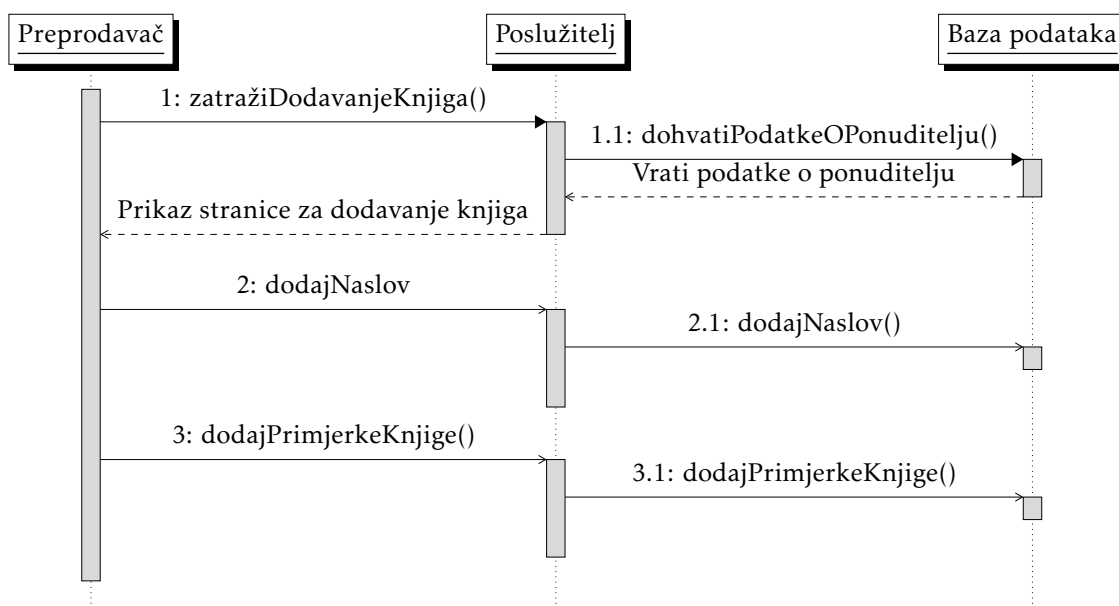 Preprodavač
Poslužitelj
Baza podataka
1: zatražiDodavanjeKnjiga()
1.1: dohvatiPodatkeOPonuditelju()
Vrati podatke o ponuditelju
Prikaz stranice za dodavanje knjiga
2: dodajNaslov
2.1: dodajNaslov()
3: dodajPrimjerkeKnjige()
3.1: dodajPrimjerkeKnjige()